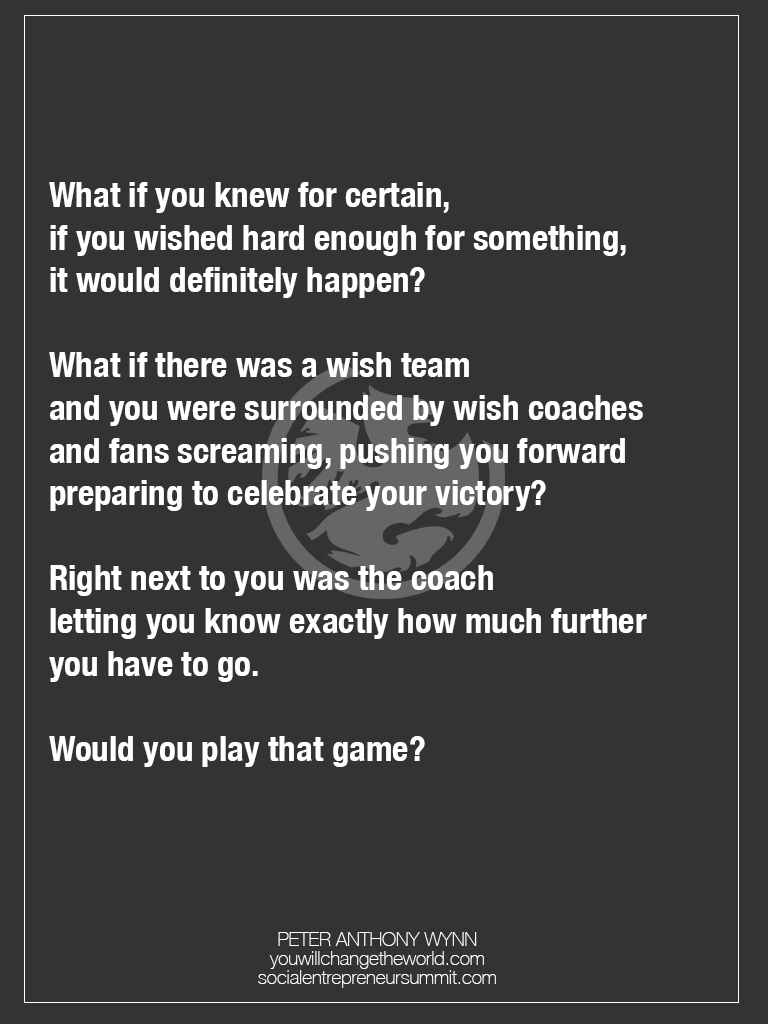 What if you knew for certain,
if you wished hard enough for something,
it would definitely happen?
What if there was a wish team
and you were surrounded by wish coaches
and fans screaming, pushing you forward
preparing to celebrate your victory?
Right next to you was the coach
letting you know exactly how much further
you have to go.
Would you play that game?
PETER ANTHONY WYNN
youwillchangetheworld.com
socialentrepreneursummit.com